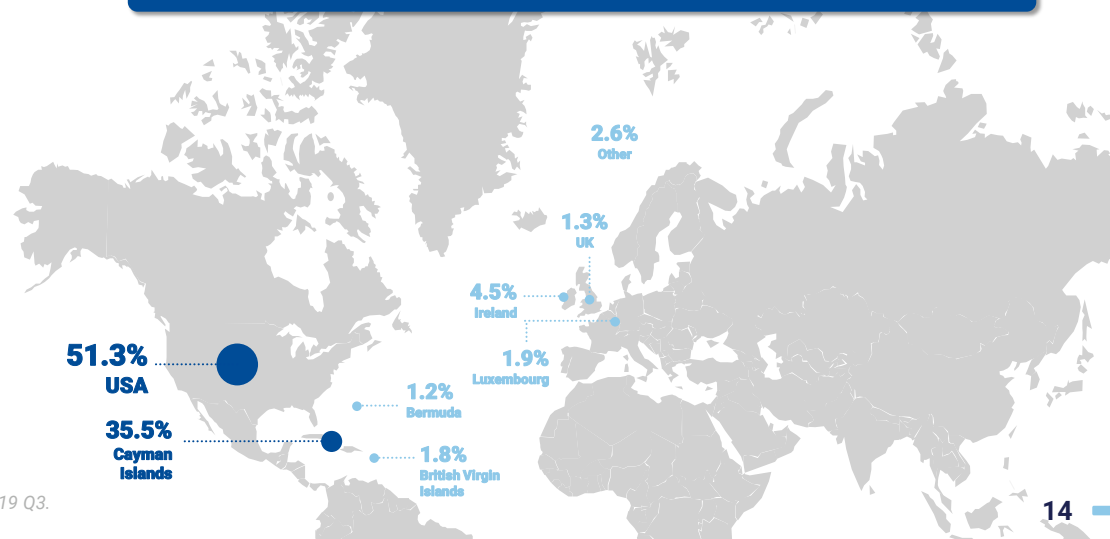 2.6%
Other
1.3%
UK
4.5%
Ireland
1.9%
Luxembourg
51.3%
USA
1.2%
Bermuda
35.5%
Cayman
Islands
1.8%
British Virgin
Islands
19 Q3.
14